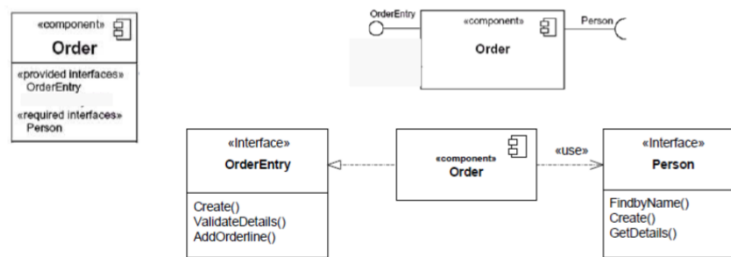 «component»
Order
«provided interfaces»
OrderEntry
«required interfaces»
Person
OrderEntry
«component»
Order
Person
«Interface»
OrderEntry
Create()
ValidateDetails()
AddOrderline()
«component»
Order
«use»
«Interface»
Person
FindbyName()
Create()
GetDetails()